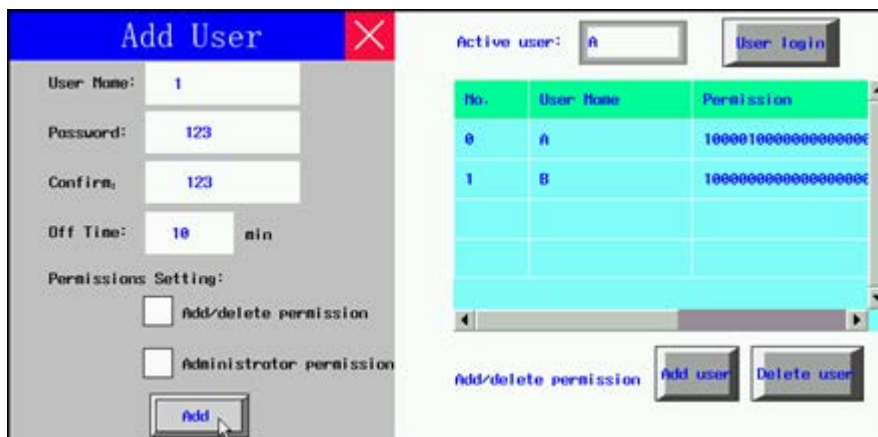 Add User
User Name: 1
Password: 123
Confirm: 123
Off Time: 10 min
Permissions Setting:
Add/delete permission
Administrator permission
Add
Active user: A
User login
No. User Name Permission
0 A
1 B
Add/delete permission
Add user
Delete user